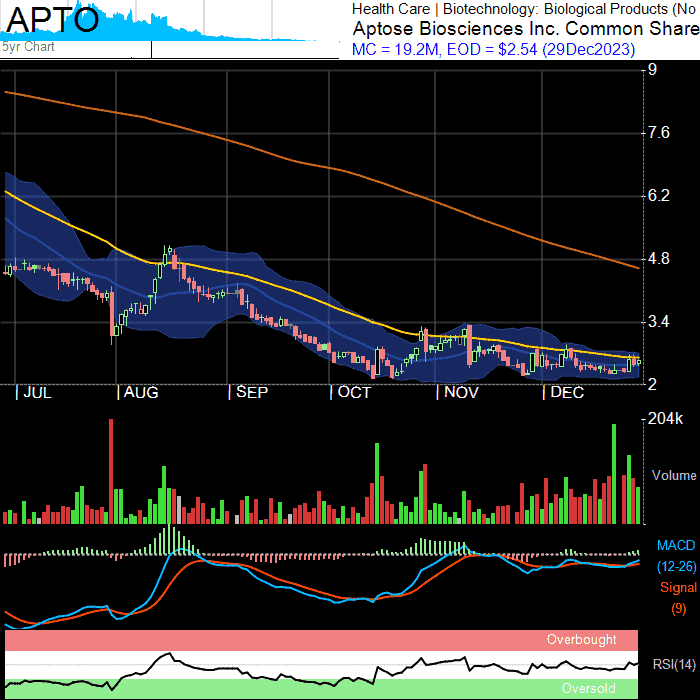 APTO
5yr Chart
Health Care | Biotechnology: Biological Products (No
Aptose Biosciences Inc. Common Share
MC = 19.2M, EOD = $2.54 (29Dec2023)
9
7.6
6.2
4.8
3.4
2
JUL AUG SEP OCT NOV DEC
204k
Volume
MACD
(12-26)
Signal
(9)
Overbought
RSI(14)
Oversold